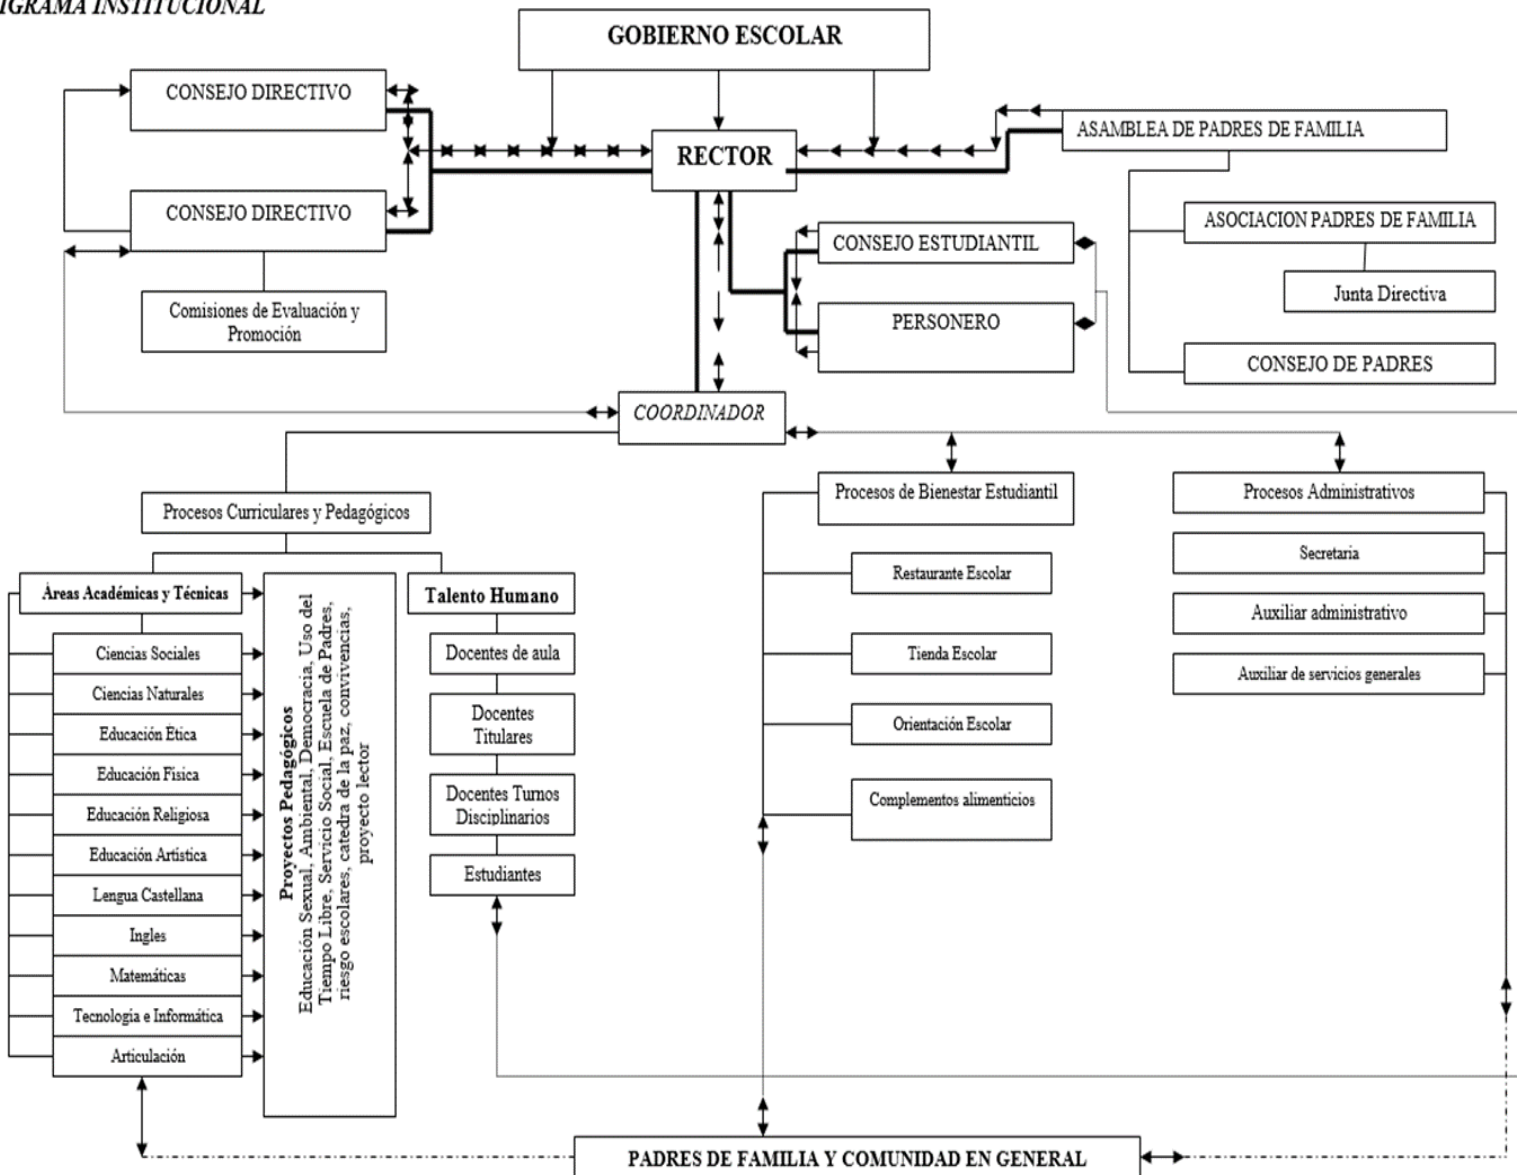 IGRAMA INSTITUCIONAL
GOBIERNO ESCOLAR
CONSEJO DIRECTIVO
ASAMBLEA DE PADRES DE FAMILIA
RECTOR
CONSEJO DIRECTIVO
ASOCIACION PADRES DE FAMILIA
CONSEJO ESTUDIANTIL
Junta Directiva
Comisiones de Evaluación y
Promoción
PERSONERO
CONSEJO DE PADRES
COORDINADOR
Procesos Curriculares y Pedagógicos
Procesos de Bienestar Estudiantil
Procesos Administrativos
Secretaria
Auxiliar administrativo
Auxiliar de servicios generales
Restaurante Escolar
Tienda Escolar
Orientación Escolar
Complementos alimenticios
Áreas Académicas y Técnicas
Ciencias Sociales
Ciencias Naturales
Educación Ética
Educación Física
Educación Religiosa
Educación Artística
Lengua Castellana
Ingles
Matemáticas
Tecnologia e Informática
Articulación
Proyectos Pedagógicos
Educación Sexual, Ambiental, Democracia, Uso del
Tiempo Libre, Servicio Social, Escuela de Padres,
riesgo escolares, catedra de la paz, convivencias,
proyecto lector
Talento Humano
Docentes de aula
Docentes
Titulares
Docentes Turnos
Disciplinarios
Estudiantes
PADRES DE FAMILIA Y COMUNIDAD EN GENERAL